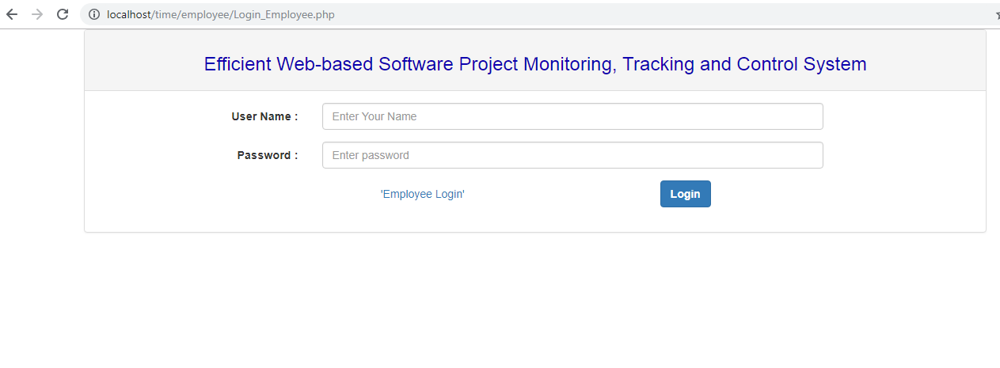 localhost/time/employee/Login_Employee.php
Efficient Web-based Software Project Monitoring, Tracking and Control System
User Name : Enter Your Name
Password : Enter password
'Employee Login' Login